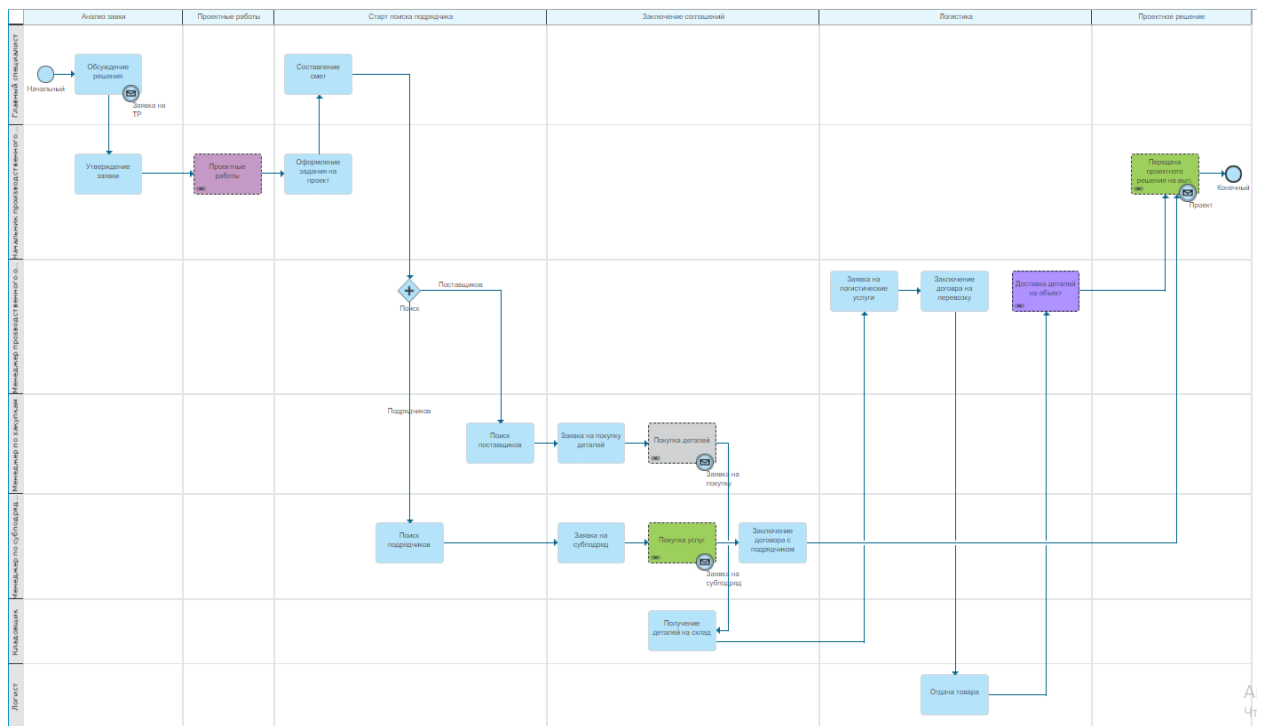 Анализ завки
Проектные работы
Старт поиска подрядчика
Заключение соглашений
Логистика
Проектное решение
Главный специалист
Начальный
Обсуждение
решения
Заявка на
ТР
Составление
смет
Начальник производственного ...
Утверждение
заявки
Проектные
работы
Оформление
задания на
проект
Передача
проектного
решения на вып.
Проект
Конечный
Поставщиков
Поиск
Подрядчиков
Заявка на
логистические
услуги
Заключение
договра на
перевозку
Доставка деталей
на объект
Менеджер по закупкам
Поиск
поставщиков
Заявка на покупку
деталей
Покупка деталей
Заявка на
покупку
Менеджер по субподряд...
Поиск
подрядчиков
Заявка на
субподряд
Покупка услуг
Заявка на
субподряд
Заключение
договора с
подрядчиком
Кладовщик
Получение
деталей на склад
Логист
Отдача товара